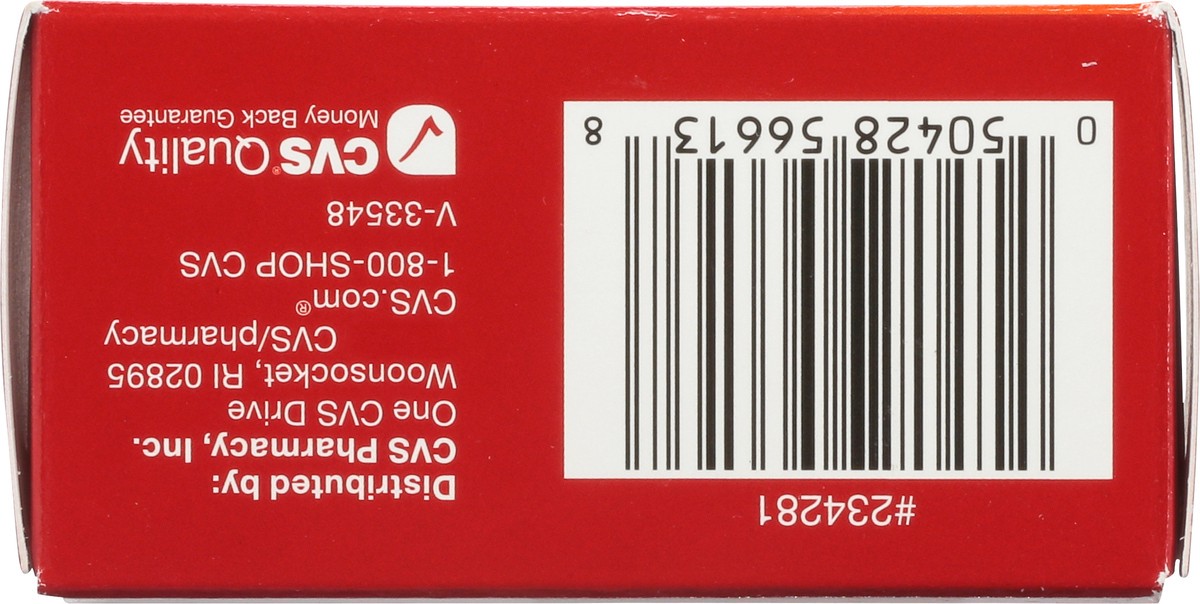 #234281
0 50428 56613 8
Distributed by:
CVS Pharmacy, Inc.
One CVS Drive
Woonsocket, RI 02895
CVS/pharmacy
CVS.com®
1-800-SHOP CVS
V-33548
CVS® Quality
Money Back Guarantee